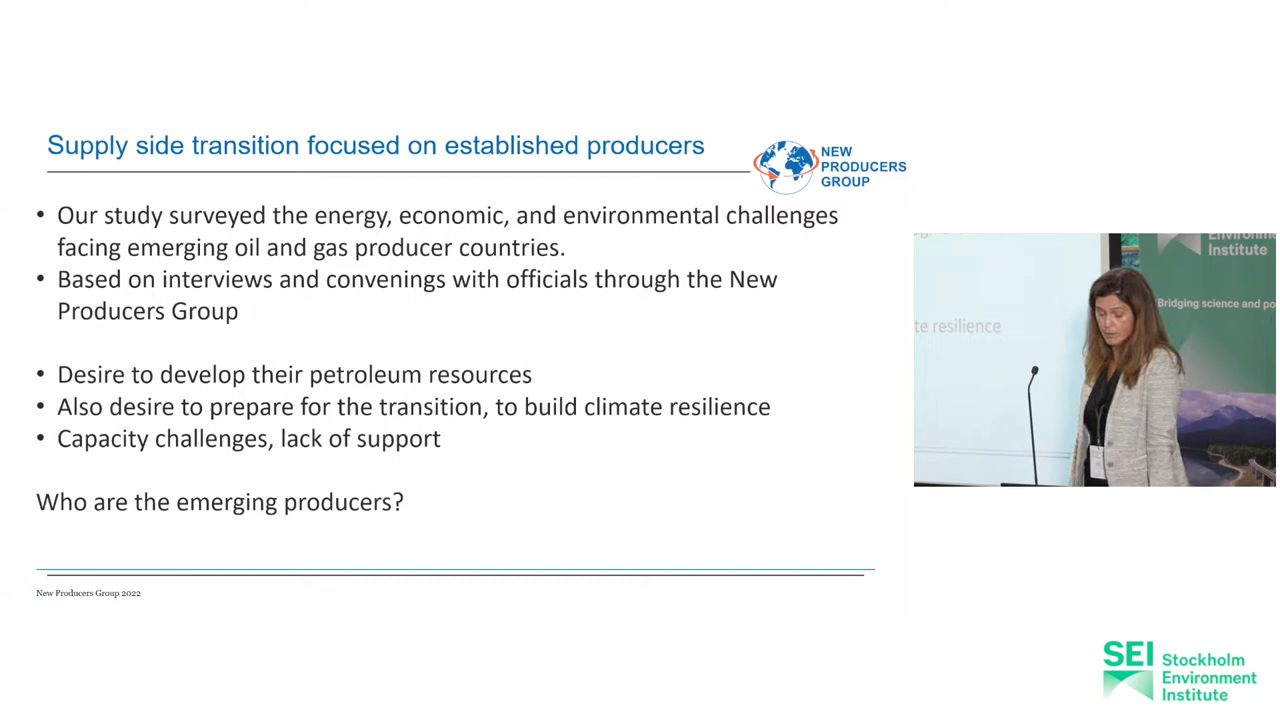 Supply side transition focused on established producers
NEW
PRODUCERS
GROUP
• Our study surveyed the energy, economic, and environmental challenges
facing emerging oil and gas producer countries.
• Based on interviews and convenings with officials through the New
Producers Group
• Desire to develop their petroleum resources
• Also desire to prepare for the transition, to build climate resilience
• Capacity challenges, lack of support
Who are the emerging producers?
New Producers Group 2022
te resilience
Environment
Institute
Bridging science and po
SEI Stockholm
Environment
Institute